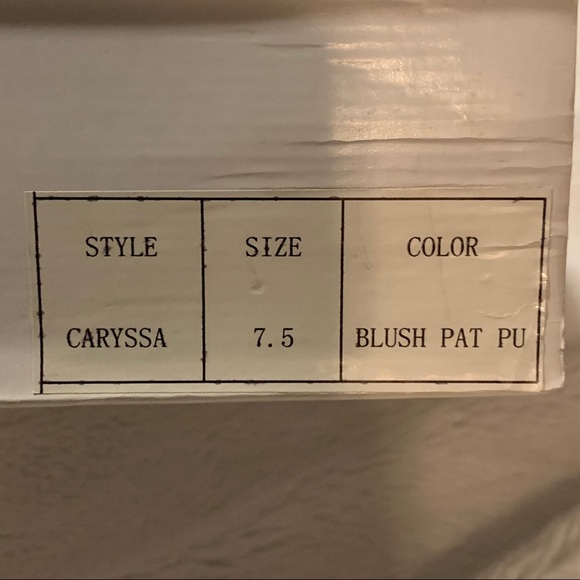 STYLE SIZE COLOR
CARYSSA 7.5 BLUSH PAT PU